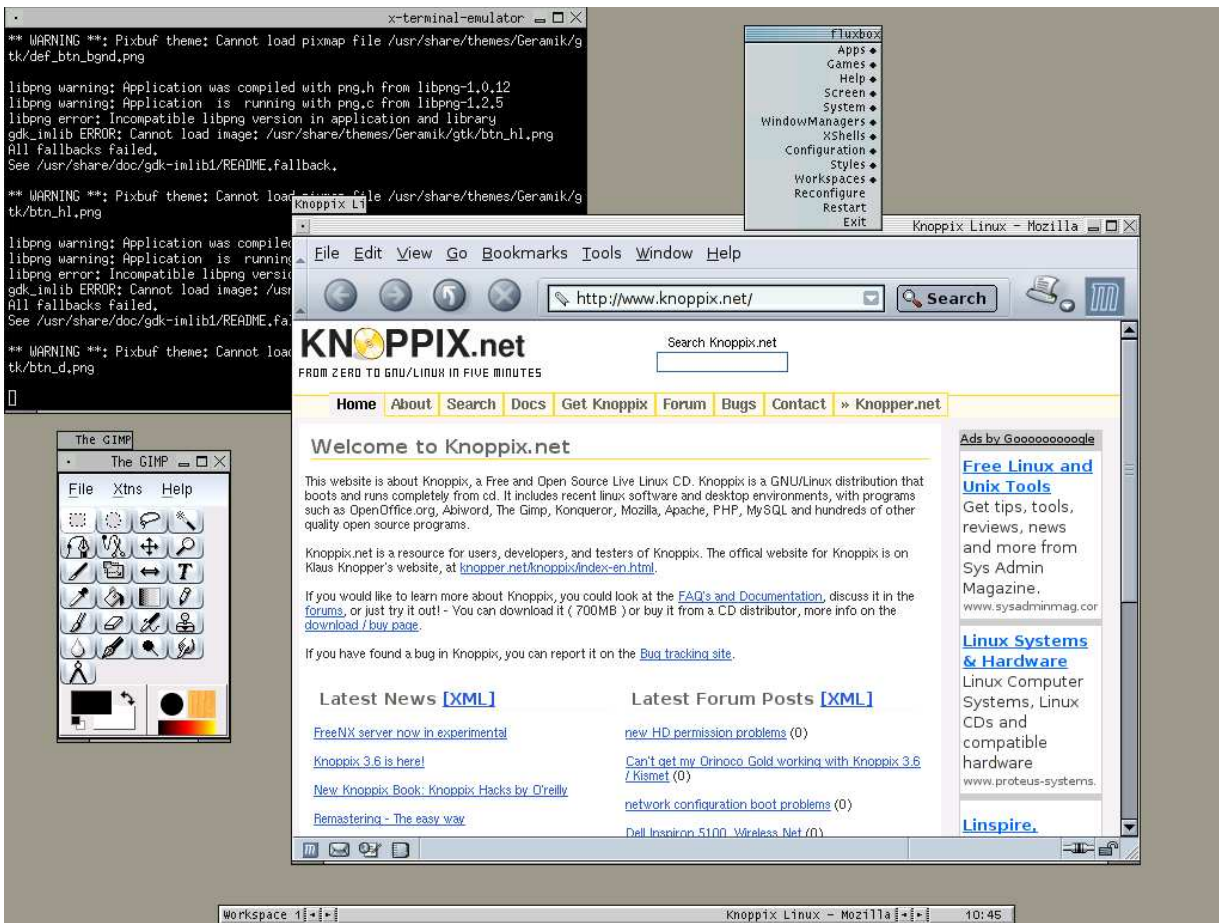 x-terminal-emulator
** WARNING **: Pixbuf theme: Cannot load pixmap file /usr/share/themes/Geramik/g
tk/def_btn_bgnd.png
libpng warning: Application was compiled with png.h from libpng-1.0.12
libpng warning: Application  is  running with png.c from libpng-1.2.5
libpng error: Incompatible libpng version in application and library
gdk_imlib ERROR: Cannot load image: /usr/share/themes/Geramik/gtk/btn_hl.png
All fallbacks failed.
See /usr/share/doc/gdk-imlib1/README.fallback.
** WARNING **: Pixbuf theme: Cannot load pixmap file /usr/share/themes/Geramik/g
tk/btn_hl.png
libpng warning: Application was compiled
libpng warning: Application  is  running
libpng error: Incompatible libpng versi
gdk_imlib ERROR: Cannot load image: /usr
All fallbacks failed.
See /usr/share/doc/gdk-imlib1/README.fa
** WARNING **: Pixbuf theme: Cannot load
tk/btn_d.png
fluxbox
Apps
Games
Help
Screen
System
WindowManagers
XShells
Configuration
Styles
Workspaces
Reconfigure
Restart
Exit
Knoppix Li
Knoppix Linux - Mozilla
File Edit View Go Bookmarks Tools Window Help
http://www.knoppix.net/ Search
KNOPPIX.net
FROM ZERO TO GNU/LINUX IN FIVE MINUTES
Search Knoppix.net
Home About Search Docs Get Knoppix Forum Bugs Contact » Knopper.net
Welcome to Knoppix.net
This website is about Knoppix, a Free and Open Source Live Linux CD. Knoppix is a GNU/Linux distribution that
boots and runs completely from cd. It includes recent linux software and desktop environments, with programs
such as OpenOffice.org, Abiword, The Gimp, Konqueror, Mozilla, Apache, PHP, MySQL and hundreds of other
quality open source programs.
Knoppix.net is a resource for users, developers, and testers of Knoppix. The offical website for Knoppix is on
Klaus Knopper's website, at knopper.net/knoppix/index-en.html.
If you would like to learn more about Knoppix, you could look at the FAQ's and Documentation, discuss it in the
forums, or just try it out! - You can download it ( 700MB ) or buy it from a CD distributor, more info on the
download / buy page.
If you have found a bug in Knoppix, you can report it on the Bug tracking site.
Latest News [XML]
FreeNX server now in experimental
Knoppix 3.6 is here!
New Knoppix Book: Knoppix Hacks by O'reilly
Remastering - The easy way
Latest Forum Posts [XML]
new HD permission problems (0)
Can't get my Orinoco Gold working with Knoppix 3.6
/ Kismet (0)
network configuration boot problems (0)
Dell Inspiron 5100, Wireless Net (0)
Ads by Goooooooooogle
Free Linux and
Unix Tools
Get tips, tools,
reviews, news
and more from
Sys Admin
Magazine.
www.sysadminmag.cor
Linux Systems
& Hardware
Linux Computer
Systems, Linux
CDs and
compatible
hardware
www.proteus-systems.
Linspire,
The GIMP
The GIMP
File Xtns Help
Workspace 1
Knoppix Linux - Mozilla
10:45